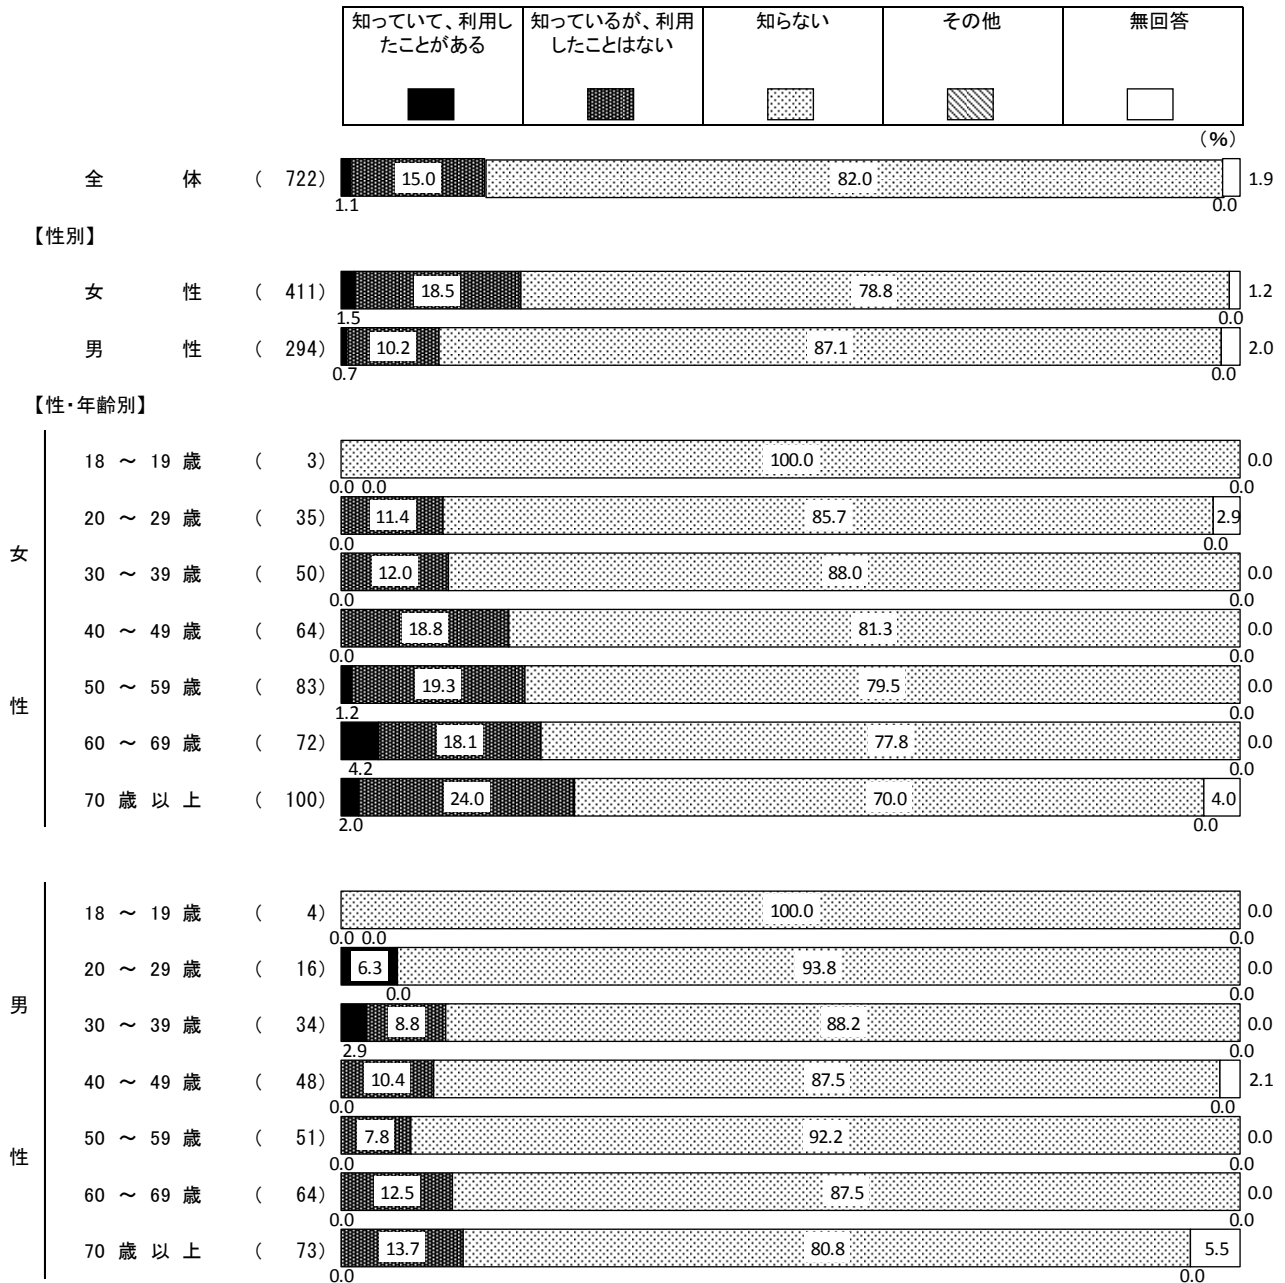 知っていて、利用したことがある
知っているが、利用したことはない
知らない
その他
無回答
(%)
全 体 ( 722) 15.0 82.0 1.9
1.1 0.0
【性別】
女 性 ( 411) 18.5 78.8 1.2
1.5 0.0
男 性 ( 294) 10.2 87.1 2.0
0.7 0.0
【性・年齢別】
女性
18 ～ 19 歳 ( 3) 100.0 0.0
0.0 0.0 0.0
20 ～ 29 歳 ( 35) 11.4 85.7 2.9
0.0 0.0
30 ～ 39 歳 ( 50) 12.0 88.0 0.0
0.0 0.0
40 ～ 49 歳 ( 64) 18.8 81.3 0.0
0.0 0.0
50 ～ 59 歳 ( 83) 19.3 79.5 0.0
1.2 0.0
60 ～ 69 歳 ( 72) 18.1 77.8 0.0
4.2 0.0
70 歳 以 上 ( 100) 24.0 70.0 4.0
2.0 0.0
男性
18 ～ 19 歳 ( 4) 100.0 0.0
0.0 0.0 0.0
20 ～ 29 歳 ( 16) 6.3 93.8 0.0
0.0 0.0
30 ～ 39 歳 ( 34) 8.8 88.2 0.0
2.9 0.0
40 ～ 49 歳 ( 48) 10.4 87.5 2.1
0.0 0.0
50 ～ 59 歳 ( 51) 7.8 92.2 0.0
0.0 0.0
60 ～ 69 歳 ( 64) 12.5 87.5 0.0
0.0 0.0
70 歳 以 上 ( 73) 13.7 80.8 5.5
0.0 0.0